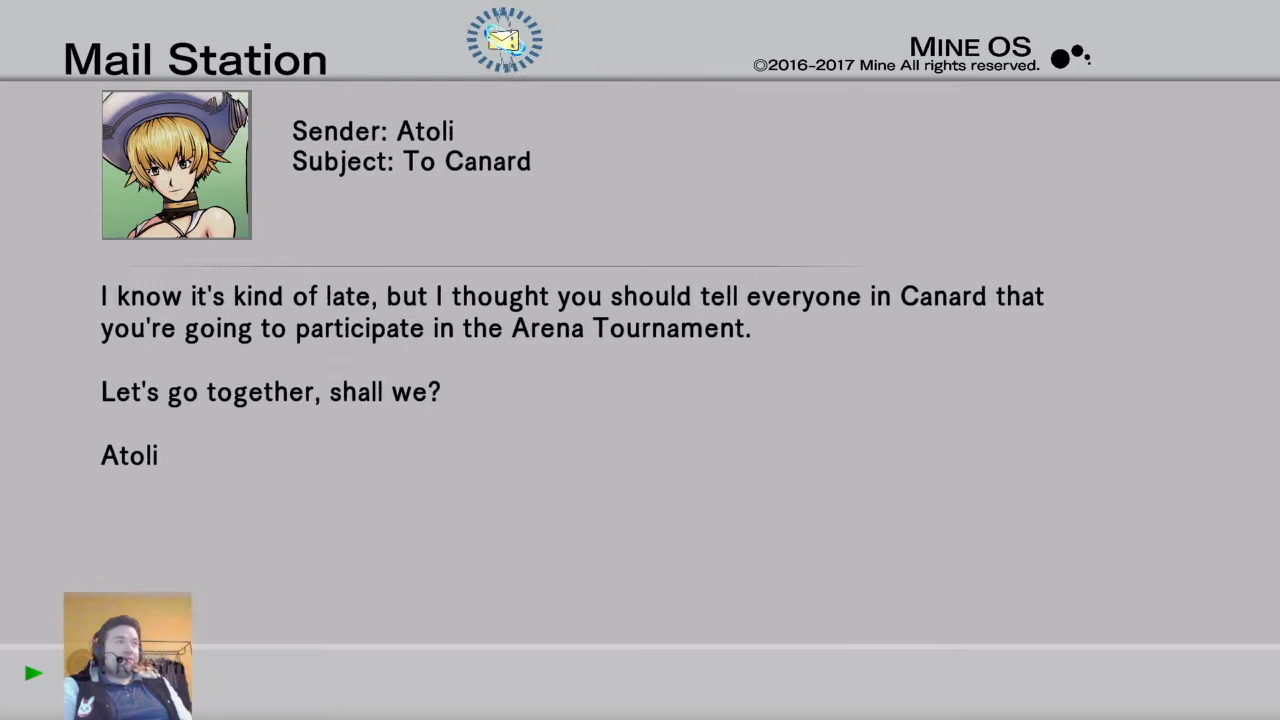 Mail Station
MINE OS
©2016-2017 Mine All rights reserved.
Sender: Atoli
Subject: To Canard
I know it's kind of late, but I thought you should tell everyone in Canard that
you're going to participate in the Arena Tournament.
Let's go together, shall we?
Atoli